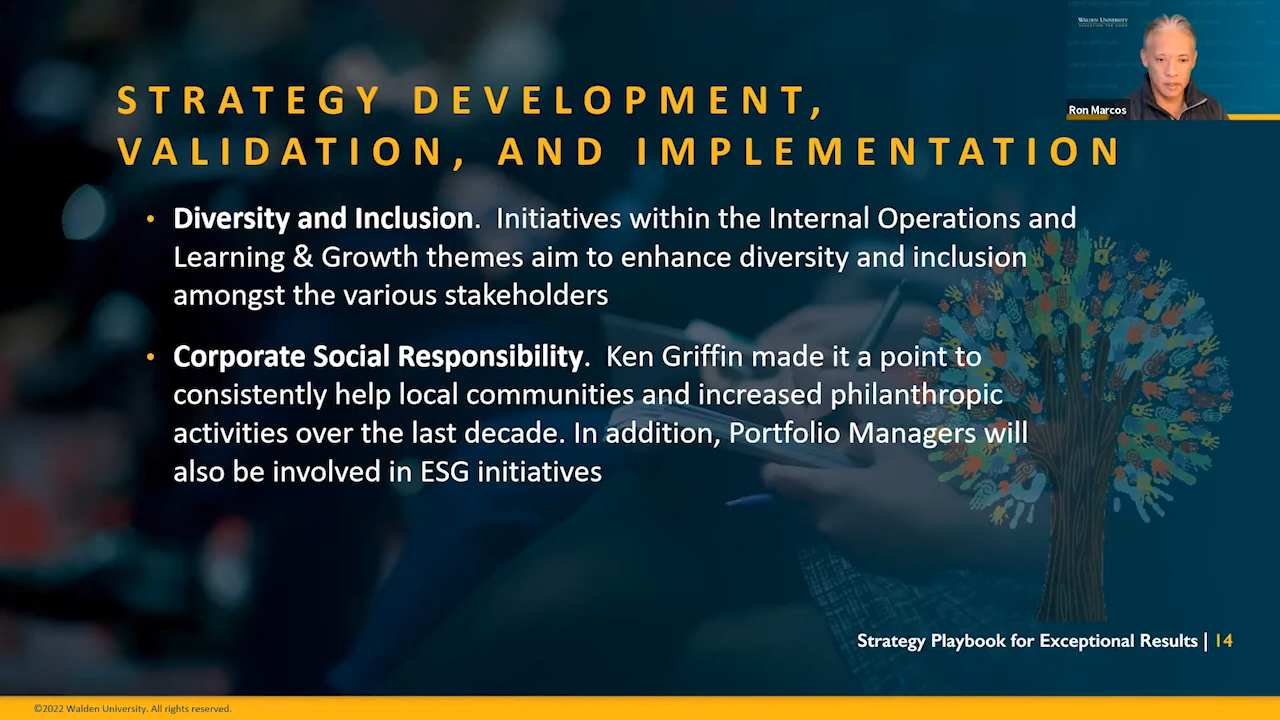 WALDEN UNIVERSITY
Ron Marcos
STRATEGY DEVELOPMENT,
VALIDATION, AND IMPLEMENTATION
• Diversity and Inclusion. Initiatives within the Internal Operations and
Learning & Growth themes aim to enhance diversity and inclusion
amongst the various stakeholders
• Corporate Social Responsibility. Ken Griffin made it a point to
consistently help local communities and increased philanthropic
activities over the last decade. In addition, Portfolio Managers will
also be involved in ESG initiatives
Strategy Playbook for Exceptional Results | 14
©2022 Walden University. All rights reserved.